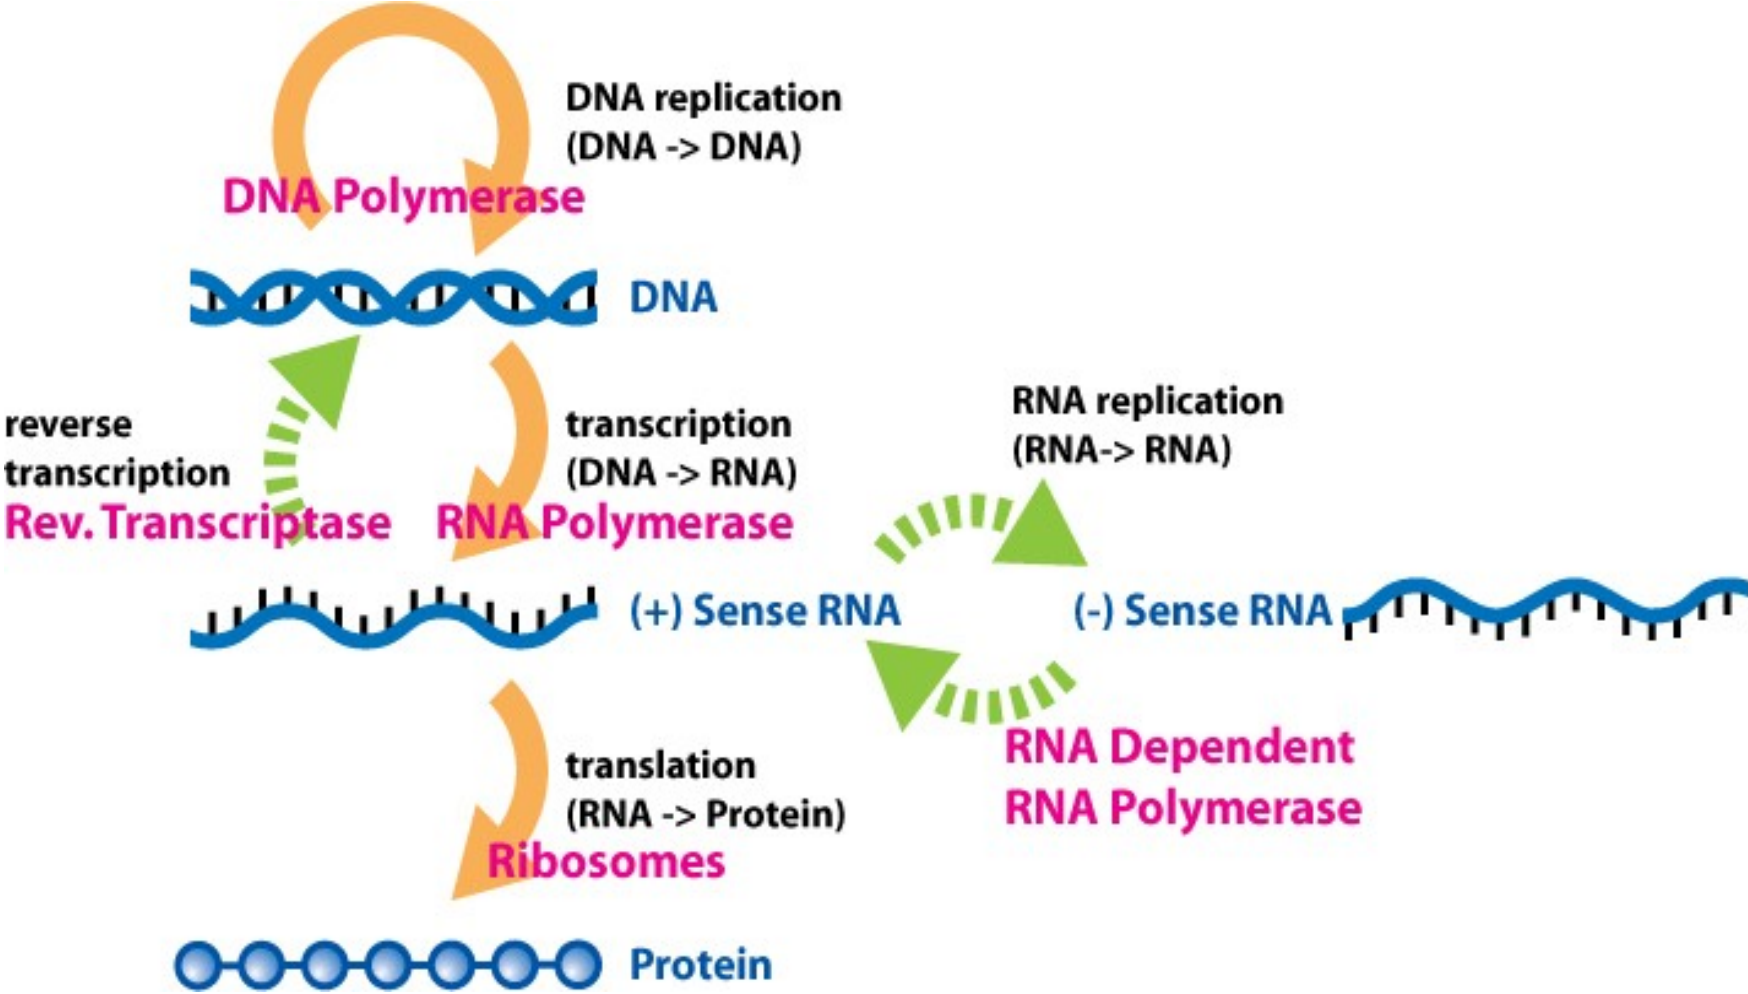 DNA replication
(DNA -> DNA)
DNA Polymerase
DNA
reverse
transcription
Rev. Transcriptase
transcription
(DNA -> RNA)
RNA Polymerase
RNA replication
(RNA-> RNA)
(+) Sense RNA
(-) Sense RNA
RNA Dependent
RNA Polymerase
translation
(RNA -> Protein)
Ribosomes
Protein